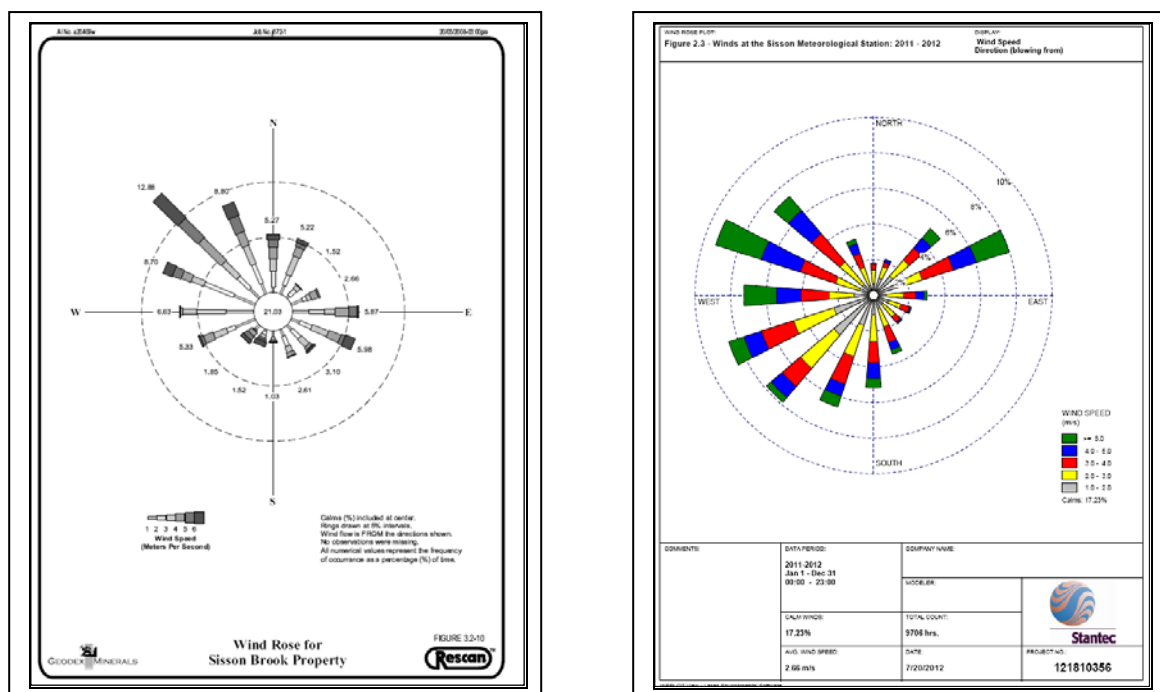 Job No. 673-1
N
12.88
8.80
5.27
5.22
1.52
8.70
2.66
W
6.63
21.03
5.87
E
5.33
5.98
1.85
3.10
1.52
2.61
1.03
S
1 2 3 4 5 6
Wind Speed
(Meters Per Second)
Calms (%) included at center.
Rings drawn at 5% intervals.
Wind flow is FROM the directions shown.
No observations were missing.
All numerical values represent the frequency
of occurrence as a percentage (%) of time.
Wind Rose for
Sisson Brook Property
FIGURE 3.2-10
GEODEX MINERALS
Rescan™
WIND ROSE PLOT:
Figure 2.3 - Winds at the Sisson Meteorological Station: 2011 - 2012
DISPLAY:
Wind Speed
Direction (blowing from)
NORTH
10%
8%
6%
4%
WEST
EAST
SOUTH
WIND SPEED
(m/s)
>= 5.0
4.0 - 5.0
3.0 - 4.0
2.0 - 3.0
1.0 - 2.0
Calms: 17.23%
COMMENTS:
DATA PERIOD:
2011-2012
Jan 1 - Dec 31
00:00 - 23:00
COMPANY NAME:
MODELER:
CALM WINDS:
17.23%
TOTAL COUNT:
9706 hrs.
Stantec
AVG. WIND SPEED:
2.66 m/s
DATE:
7/20/2012
PROJECT NO.:
121810356